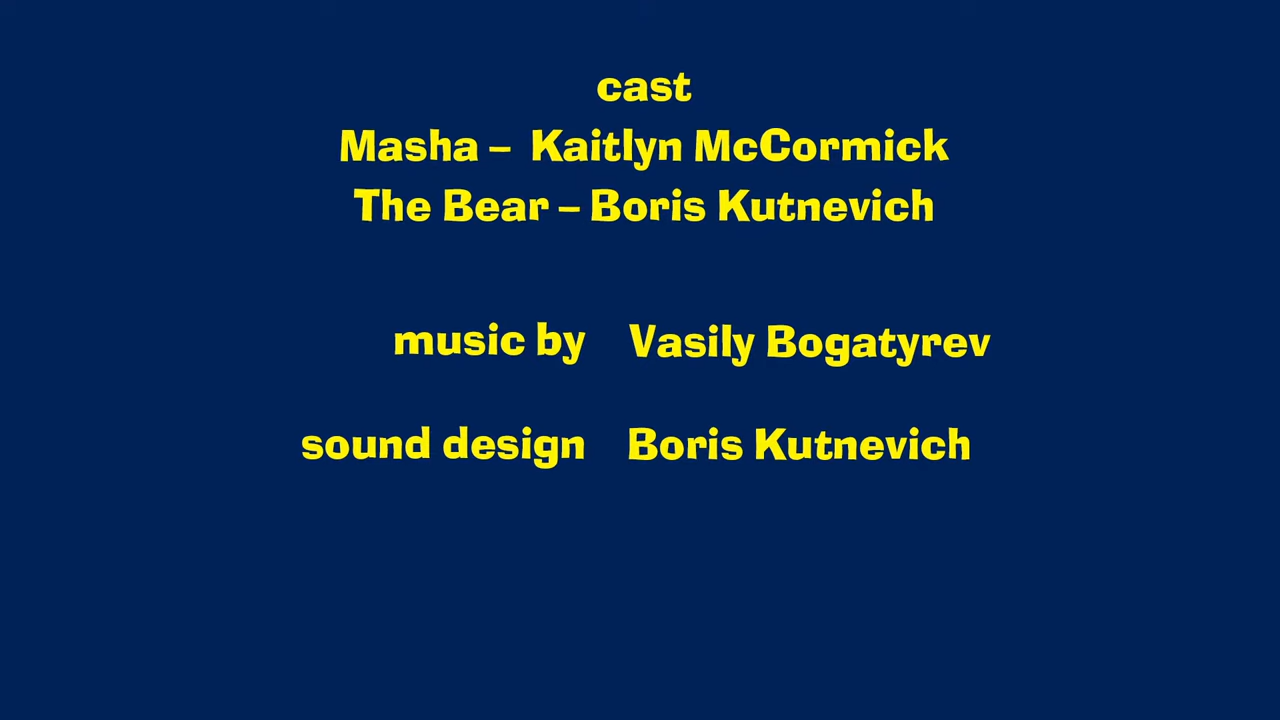 cast
Masha – Kaitlyn McCormick
The Bear – Boris Kutnevich
music by Vasily Bogatyrev
sound design Boris Kutnevich